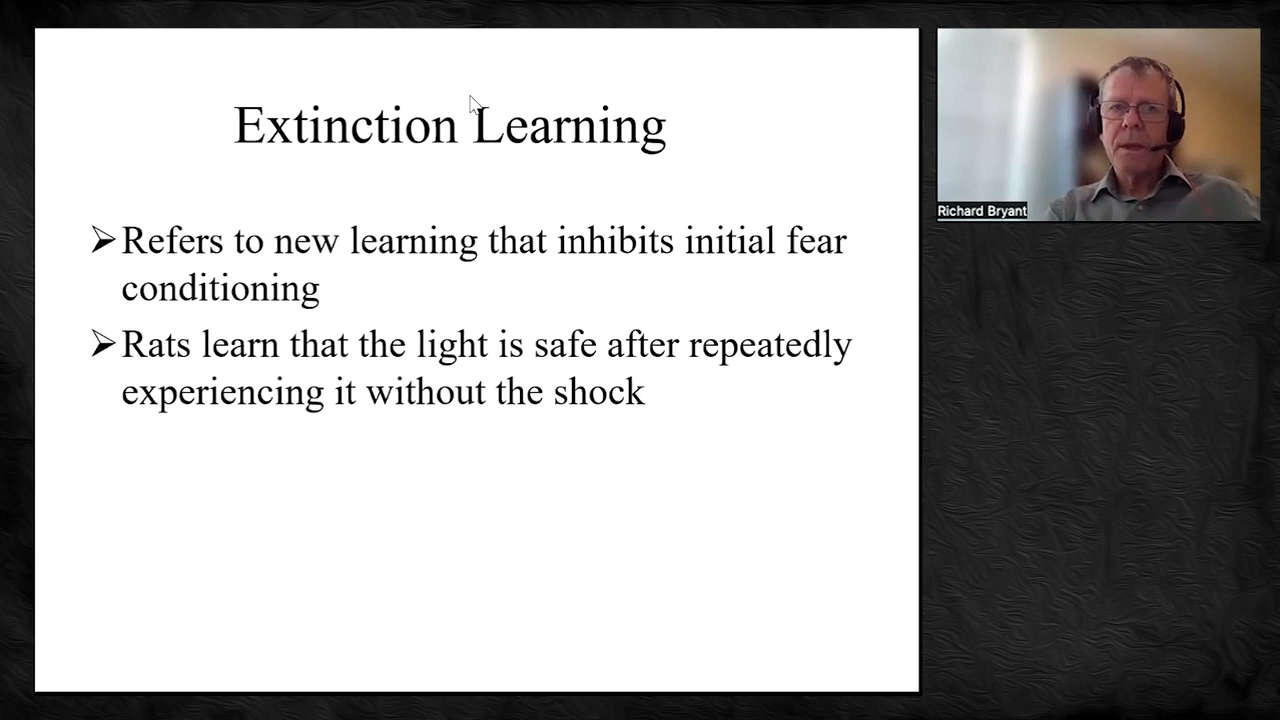 Extinction Learning
Refers to new learning that inhibits initial fear
conditioning
Rats learn that the light is safe after repeatedly
experiencing it without the shock
Richard Bryant